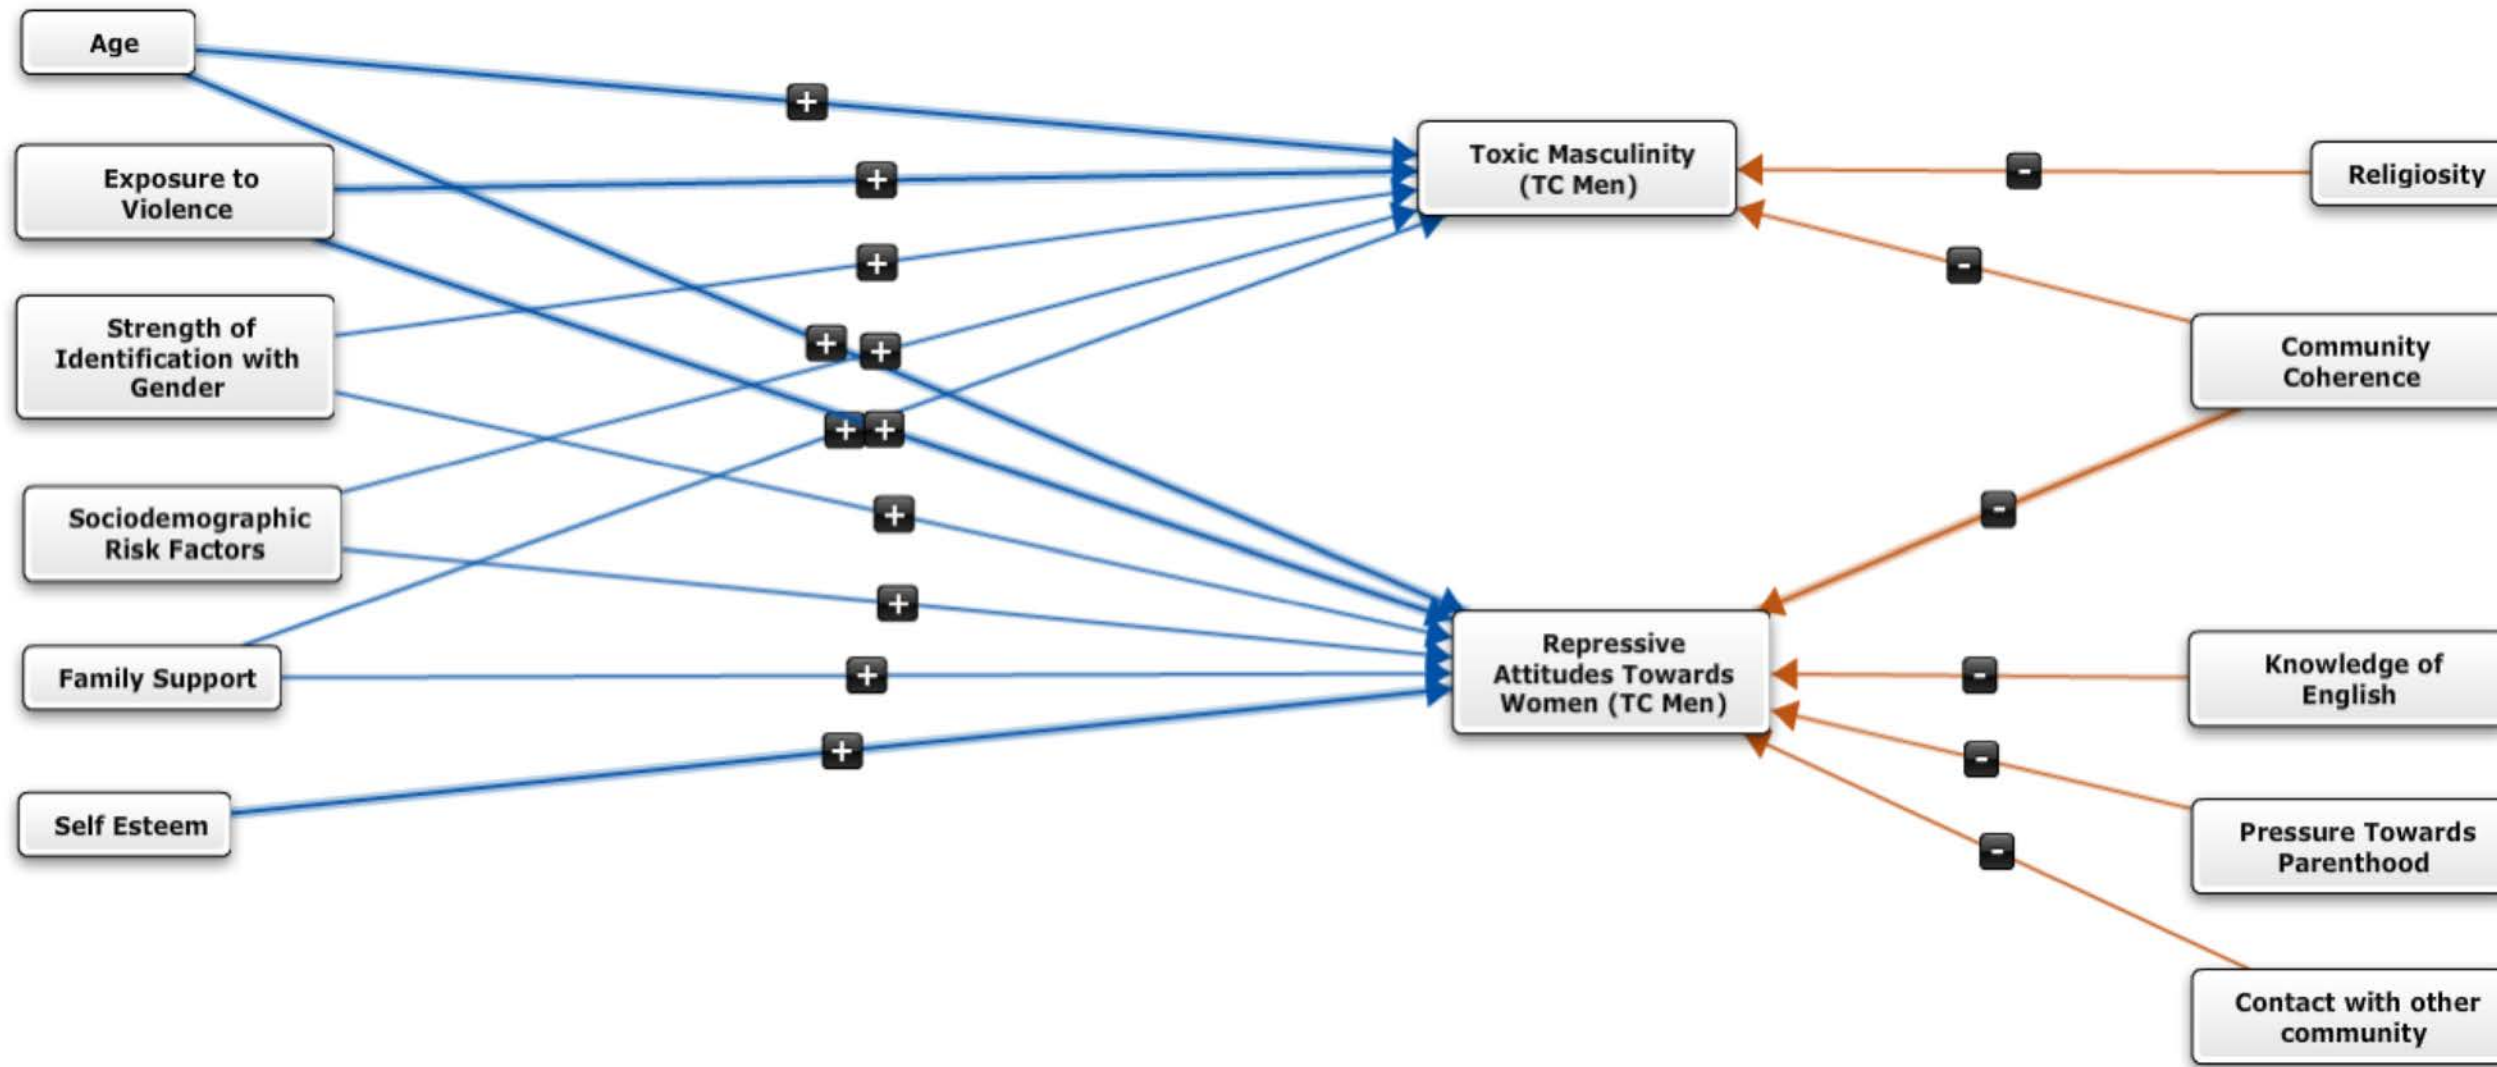 Age
+
Exposure to
Violence
+
Strength of
Identification with
Gender
+
Sociodemographic
Risk Factors
+
+
+
+
Family Support
+
+
+
Self Esteem
+
Toxic Masculinity
(TC Men)
Repressive
Attitudes Towards
Women (TC Men)
-
Religiosity
-
Community
Coherence
-
-
Knowledge of
English
-
Pressure Towards
Parenthood
-
Contact with other
community